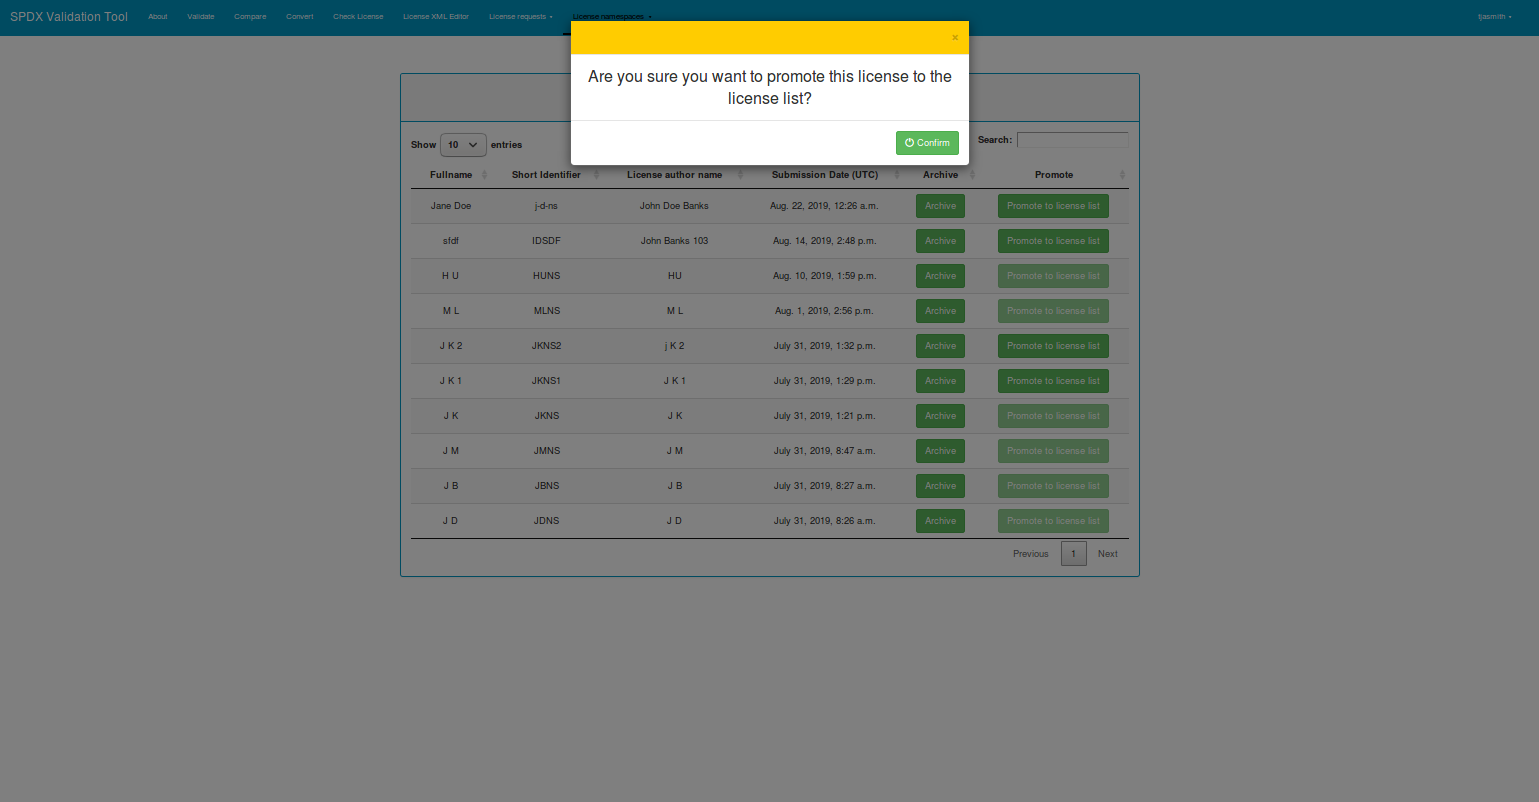 SPDX Validation Tool About Validate Compare Convert Check License License XML Editor License requests License namespaces tjasmith
×
Are you sure you want to promote this license to the
license list?
Confirm
Show 10 entries Search:
Fullname Short Identifier License author name Submission Date (UTC) Archive Promote
Jane Doe j-d-ns John Doe Banks Aug. 22, 2019, 12:26 a.m. Archive Promote to license list
sfdf IDSDF John Banks 103 Aug. 14, 2019, 2:48 p.m. Archive Promote to license list
H U HUNS HU Aug. 10, 2019, 1:59 p.m. Archive Promote to license list
M L MLNS M L Aug. 1, 2019, 2:56 p.m. Archive Promote to license list
J K 2 JKNS2 j K 2 July 31, 2019, 1:32 p.m. Archive Promote to license list
J K 1 JKNS1 J K 1 July 31, 2019, 1:29 p.m. Archive Promote to license list
J K JKNS J K July 31, 2019, 1:21 p.m. Archive Promote to license list
J M JMNS J M July 31, 2019, 8:47 a.m. Archive Promote to license list
J B JBNS J B July 31, 2019, 8:27 a.m. Archive Promote to license list
J D JDNS J D July 31, 2019, 8:26 a.m. Archive Promote to license list
Previous 1 Next